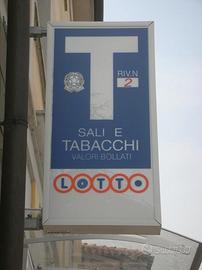 T
RIV. N
2
SALI E
TABACCHI
VALORI BOLLATI
LOTTO